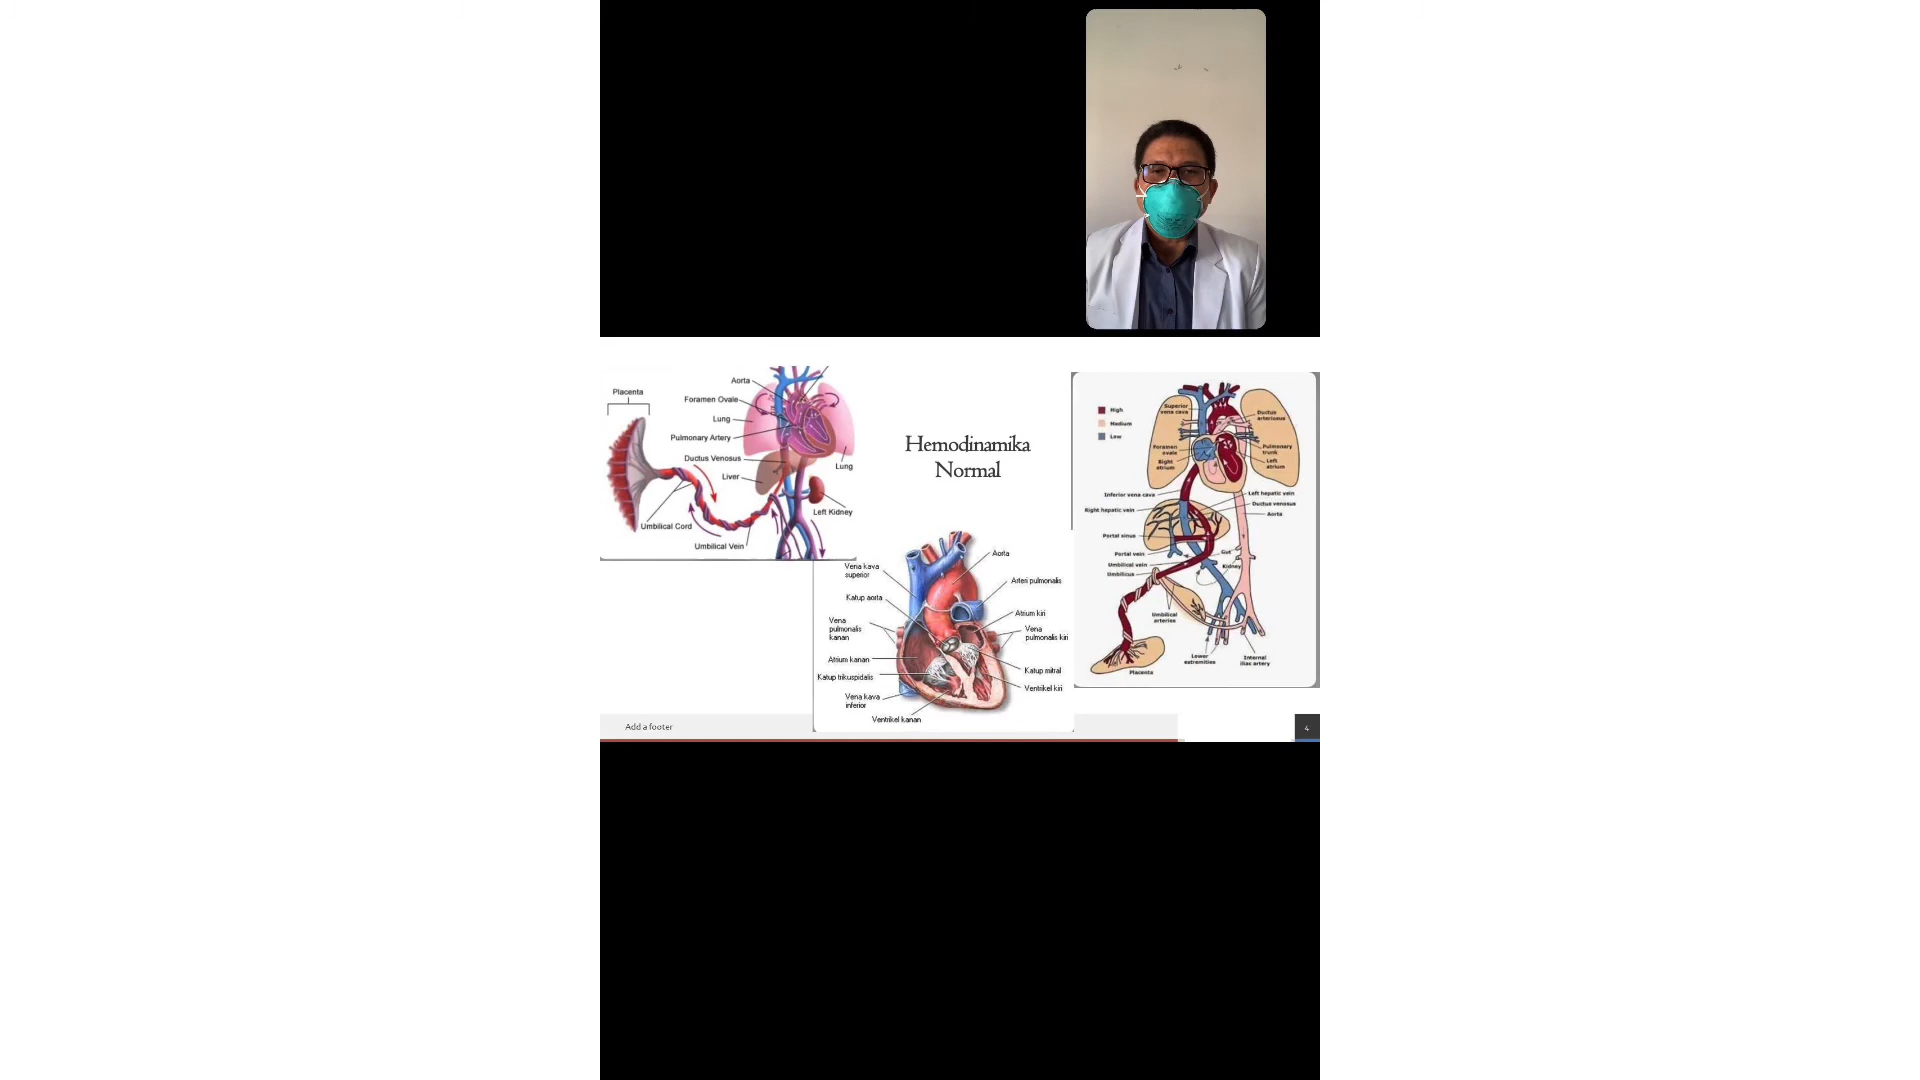 Placenta
Aorta
Foramen Ovale
Lung
Pulmonary Artery
Ductus Venosus
Liver
Lung
Left Kidney
Umbilical Cord
Umbilical Vein
Hemodinamika
Normal
Vena kava
superior
Katup aorta
Vena
pulmonalis
kanan
Atrium kanan
Katup trikuspidalis
Vena kava
inferior
Ventrikel kanan
Aorta
Arteri pulmonalis
Atrium kiri
Vena
pulmonalis kiri
Katup mitral
Ventrikel kiri
High
Medium
Low
Superior
vena cava
Ductus
arteriosus
Foramen
ovale
Right
atrium
Pulmonary
trunk
Left
atrium
Inferior vena cava
Left hepatic vein
Right hepatic vein
Ductus venosus
Aorta
Portal sinus
Portal vein
Gut
Umbilical vein
Kidney
Umbilicus
Umbilical
arteries
Lower
extremities
Internal
iliac artery
Placenta
Add a footer
4